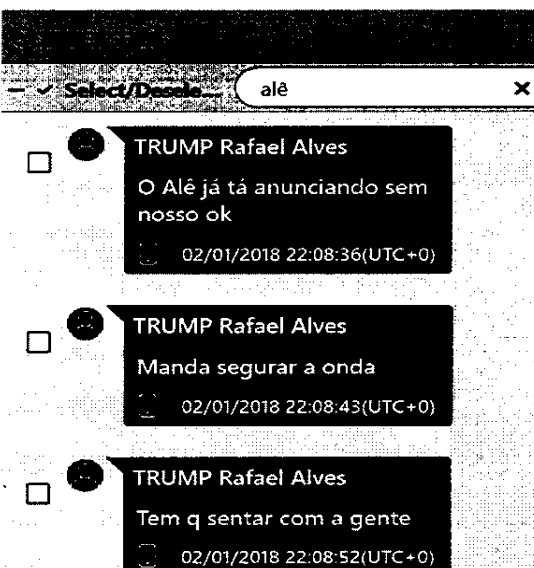 Select/Desele...
alê
TRUMP Rafael Alves
O Alê já tá anunciando sem
nosso ok
02/01/2018 22:08:36(UTC+0)
TRUMP Rafael Alves
Manda segurar a onda
02/01/2018 22:08:43(UTC+0)
TRUMP Rafael Alves
Tem q sentar com a gente
02/01/2018 22:08:52(UTC+0)